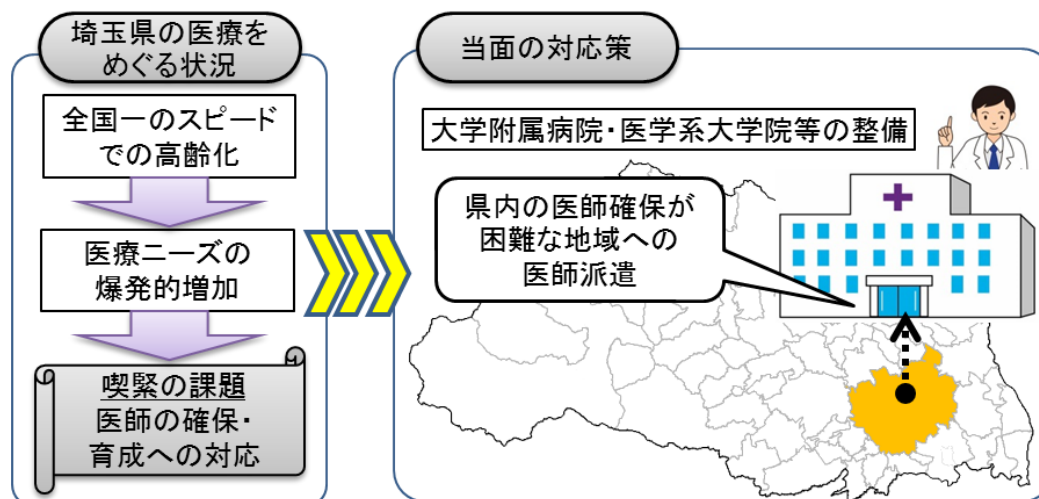 埼玉県の医療を
めぐる状況
全国一のスピード
での高齢化
医療ニーズの
爆発的増加
喫緊の課題
医師の確保・
育成への対応
当面の対応策
大学附属病院・医学系大学院等の整備
県内の医師確保が
困難な地域への
医師派遣